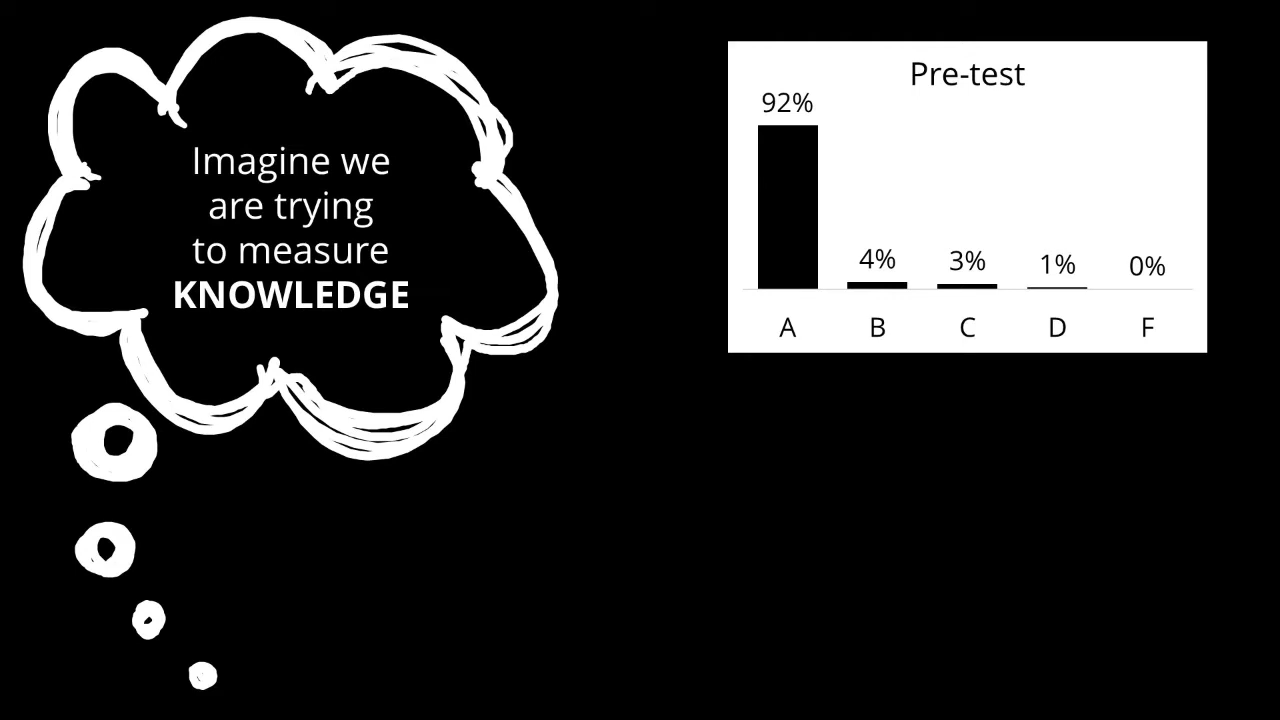 Imagine we
are trying
to measure
KNOWLEDGE
Pre-test
92%
4%
3%
1%
0%
A B C D F